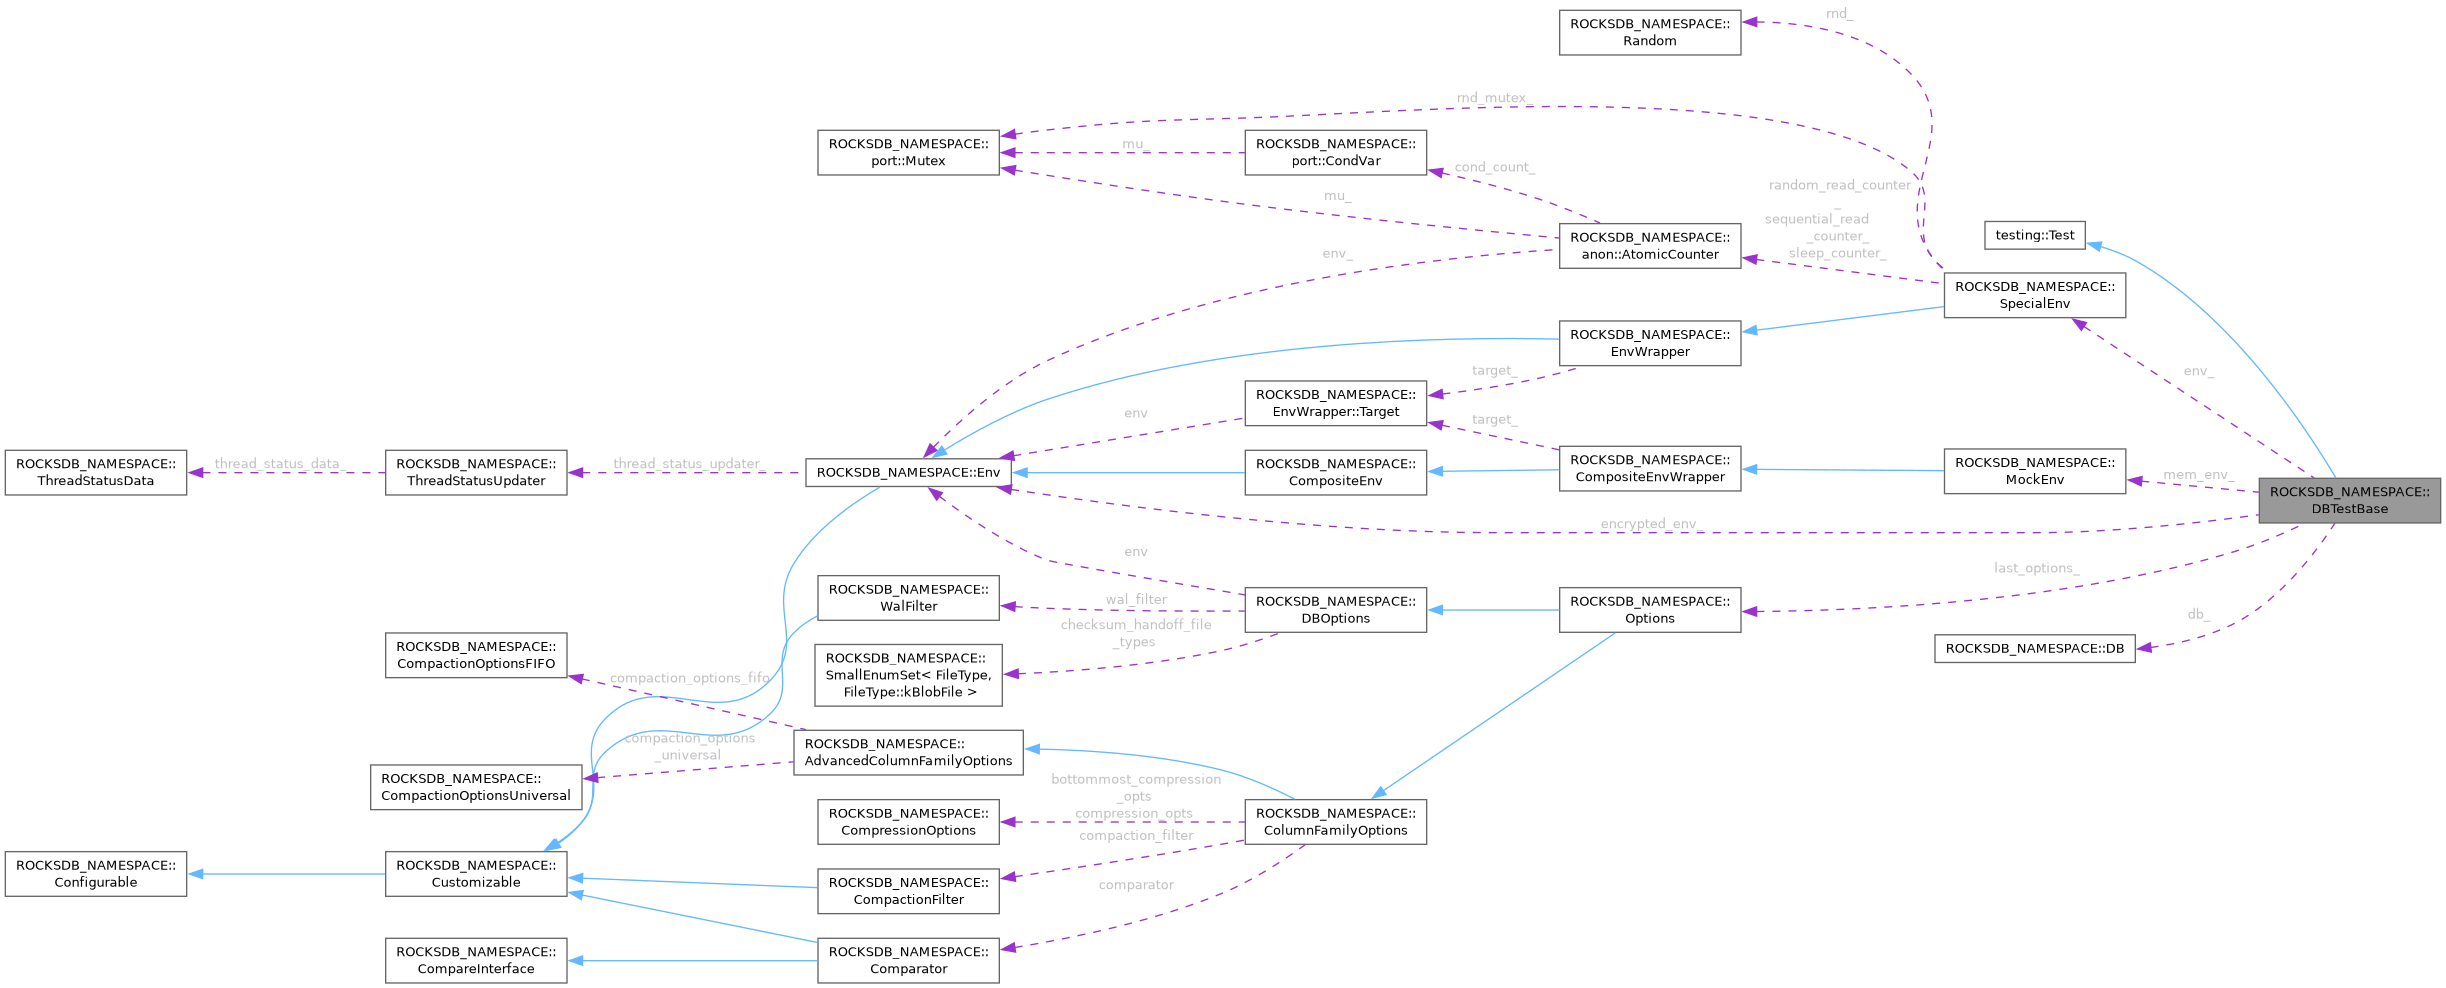 rnd_
ROCKSDB_NAMESPACE::
Random
rnd_mutex_
ROCKSDB_NAMESPACE::
port::Mutex
mu_
ROCKSDB_NAMESPACE::
port::CondVar
cond_count_
mu_
random_read_counter
_
sequential_read
_counter_
sleep_counter_
ROCKSDB_NAMESPACE::
anon::AtomicCounter
env_
testing::Test
ROCKSDB_NAMESPACE::
SpecialEnv
ROCKSDB_NAMESPACE::
EnvWrapper
target_
env_
ROCKSDB_NAMESPACE::
EnvWrapper::Target
env
target_
ROCKSDB_NAMESPACE::
ThreadStatusData
thread_status_data_
ROCKSDB_NAMESPACE::
ThreadStatusUpdater
thread_status_updater_
ROCKSDB_NAMESPACE::Env
ROCKSDB_NAMESPACE::
CompositeEnv
ROCKSDB_NAMESPACE::
CompositeEnvWrapper
ROCKSDB_NAMESPACE::
MockEnv
mem_env_
ROCKSDB_NAMESPACE::
DBTestBase
encrypted_env_
env
last_options_
ROCKSDB_NAMESPACE::
WalFilter
wal_filter
ROCKSDB_NAMESPACE::
DBOptions
ROCKSDB_NAMESPACE::
Options
db_
checksum_handoff_file
_types
ROCKSDB_NAMESPACE::DB
ROCKSDB_NAMESPACE::
CompactionOptionsFIFO
ROCKSDB_NAMESPACE::
SmallEnumSet< FileType,
FileType::kBlobFile >
compaction_options_fifo
compaction_options
_universal
ROCKSDB_NAMESPACE::
AdvancedColumnFamilyOptions
ROCKSDB_NAMESPACE::
CompactionOptionsUniversal
bottommost_compression
_opts
compression_opts
ROCKSDB_NAMESPACE::
CompressionOptions
ROCKSDB_NAMESPACE::
ColumnFamilyOptions
compaction_filter
ROCKSDB_NAMESPACE::
Configurable
ROCKSDB_NAMESPACE::
Customizable
ROCKSDB_NAMESPACE::
CompactionFilter
comparator
ROCKSDB_NAMESPACE::
CompareInterface
ROCKSDB_NAMESPACE::
Comparator